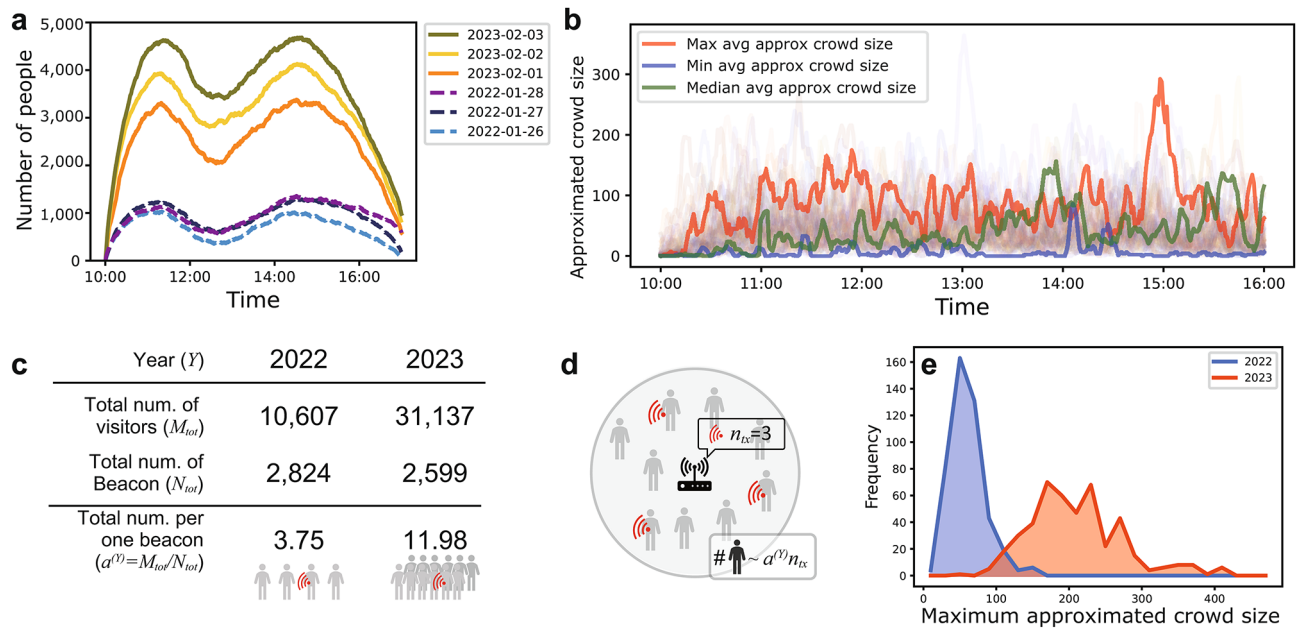 a
5,000
4,000
3,000
2,000
1,000
0
Number of people
10:00 12:00 14:00 16:00
Time
2023-02-03
2023-02-02
2023-02-01
2022-01-28
2022-01-27
2022-01-26
b
Approximated crowd size
300
200
100
0
Max avg approx crowd size
Min avg approx crowd size
Median avg approx crowd size
10:00 11:00 12:00 13:00 14:00 15:00 16:00
Time
c
Year (Y) 2022 2023
Total num. of
visitors (Mtot) 10,607 31,137
Total num. of
Beacon (Ntot) 2,824 2,599
Total num. per
one beacon 3.75 11.98
(a(Y)=Mtot/Ntot)
d
ntx=3
# ~ a(Y)ntx
e
2022
2023
160
140
120
100
80
60
40
20
0
Frequency
0 100 200 300 400
Maximum approximated crowd size